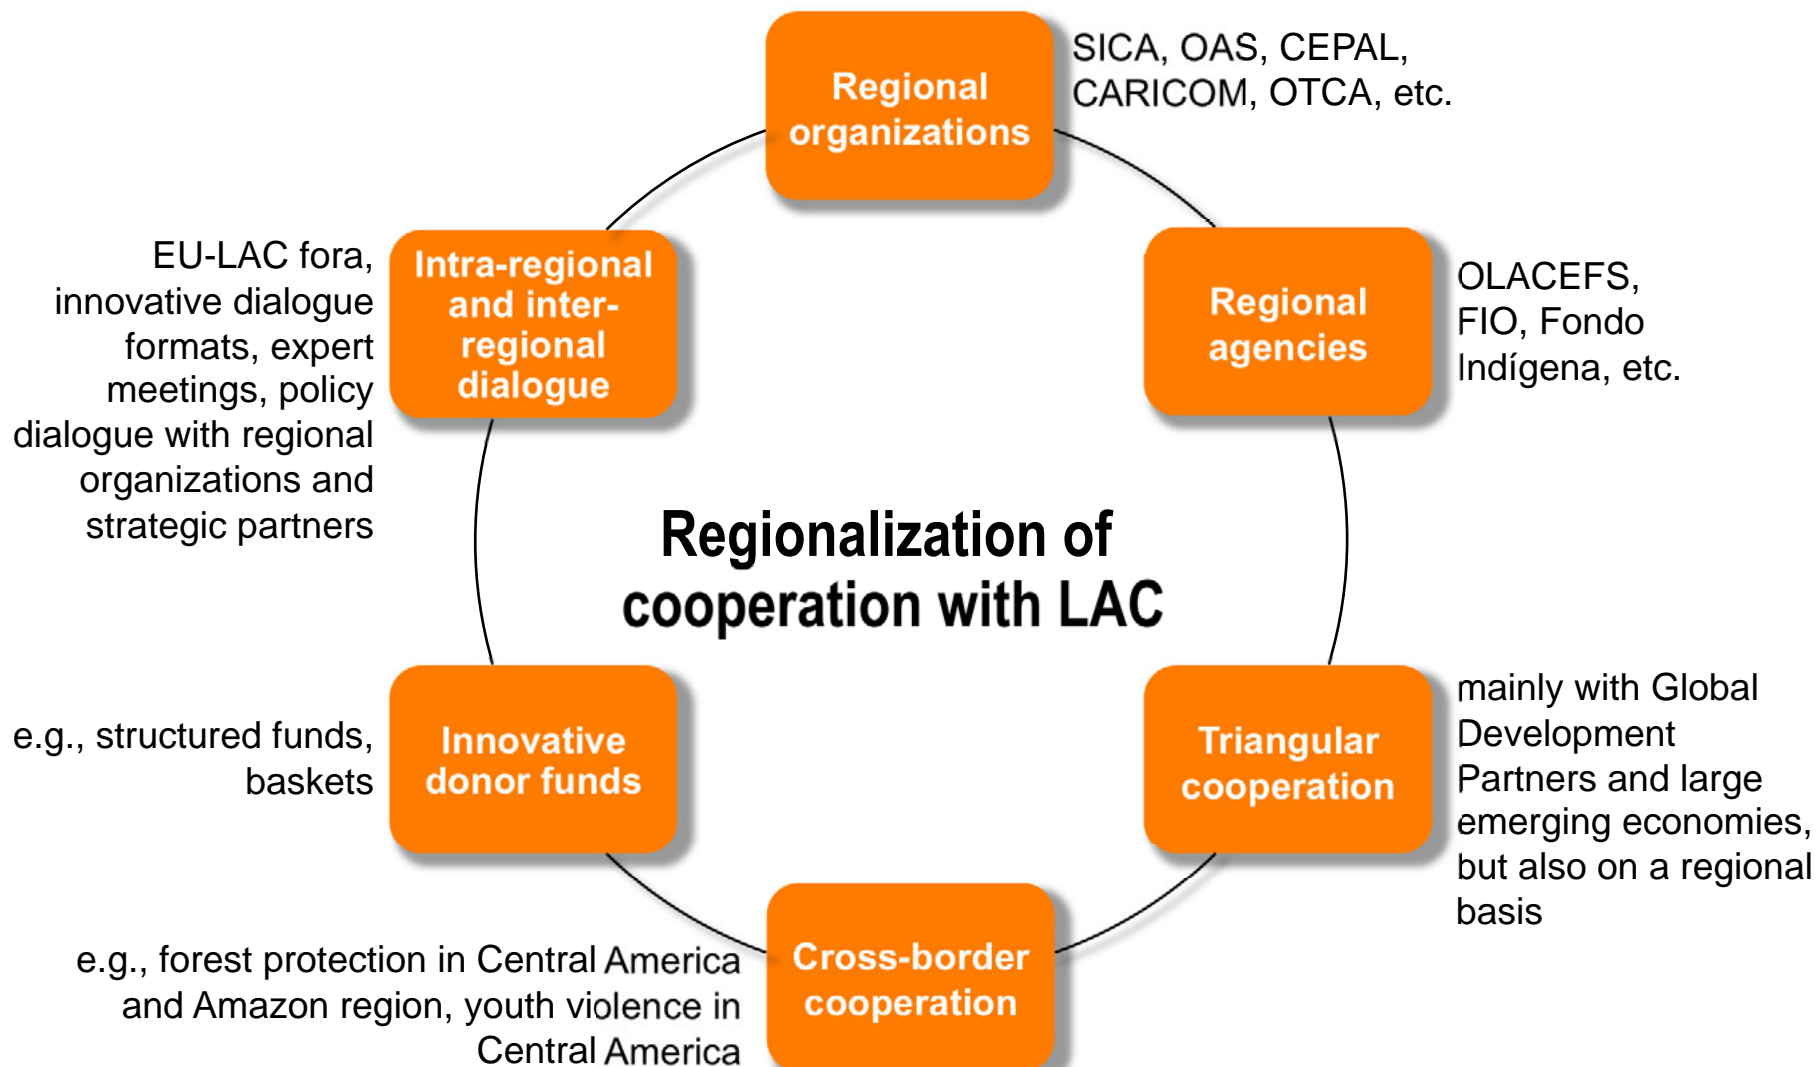 Regional
organizations
SICA, OAS, CEPAL,
CARICOM, OTCA, etc.
Regional
agencies
OLACEFS,
FIO, Fondo
Indígena, etc.
Triangular
cooperation
mainly with Global
Development
Partners and large
emerging economies,
but also on a regional
basis
Cross-border
cooperation
e.g., forest protection in Central America
and Amazon region, youth violence in
Central America
Innovative
donor funds
e.g., structured funds,
baskets
Intra-regional
and inter-
regional
dialogue
EU-LAC fora,
innovative dialogue
formats, expert
meetings, policy
dialogue with regional
organizations and
strategic partners
Regionalization of
cooperation with LAC